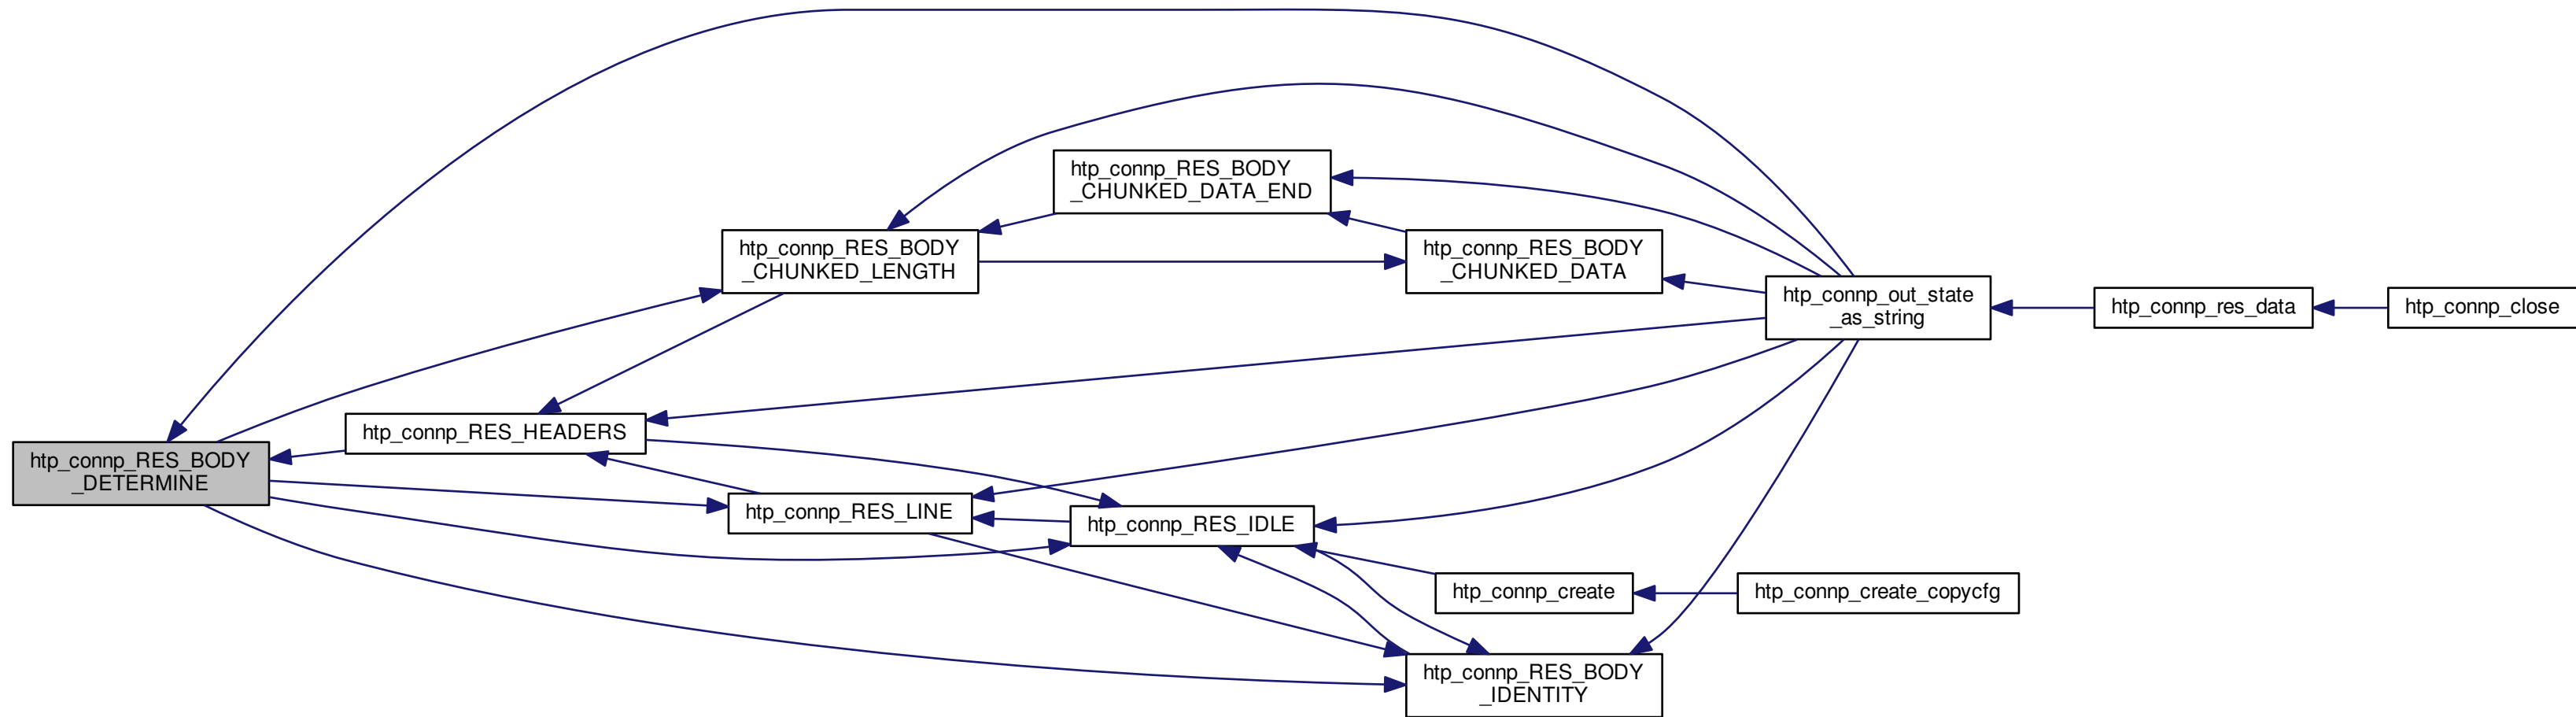 htp_connp_RES_BODY
_CHUNKED_DATA_END
htp_connp_RES_BODY
_CHUNKED_LENGTH
htp_connp_RES_BODY
_CHUNKED_DATA
htp_connp_out_state
_as_string
htp_connp_res_data
htp_connp_close
htp_connp_RES_HEADERS
htp_connp_RES_BODY
_DETERMINE
htp_connp_RES_LINE
htp_connp_RES_IDLE
htp_connp_create
htp_connp_create_copycfg
htp_connp_RES_BODY
_IDENTITY